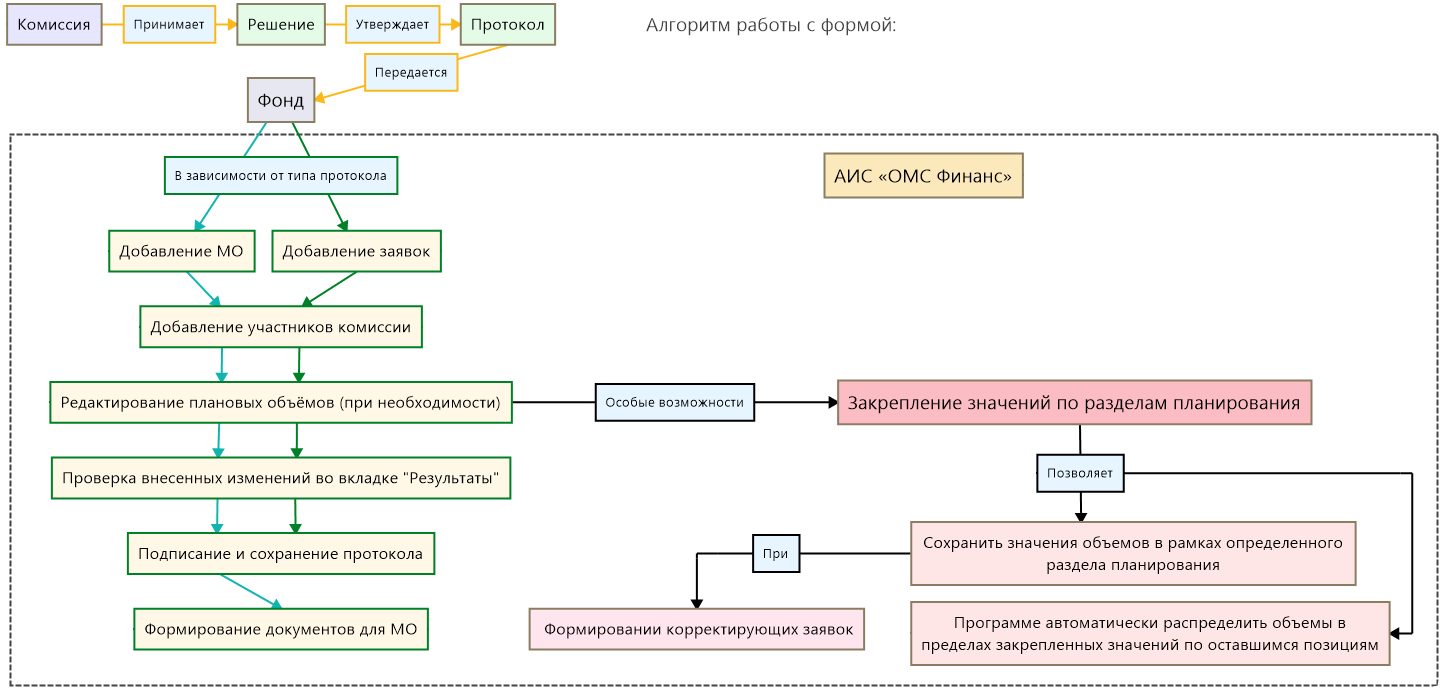 Комиссия
Принимает
Решение
Утверждает
Протокол
Алгоритм работы с формой:
Передается
Фонд
В зависимости от типа протокола
АИС «ОМС Финанс»
Добавление МО
Добавление заявок
Добавление участников комиссии
Редактирование плановых объёмов (при необходимости)
Особые возможности
Закрепление значений по разделам планирования
Проверка внесенных изменений во вкладке "Результаты"
Позволяет
Подписание и сохранение протокола
При
Сохранить значения объемов в рамках определенного
раздела планирования
Формирование документов для МО
Формировании корректирующих заявок
Программе автоматически распределить объемы в
пределах закрепленных значений по оставшимся позициям